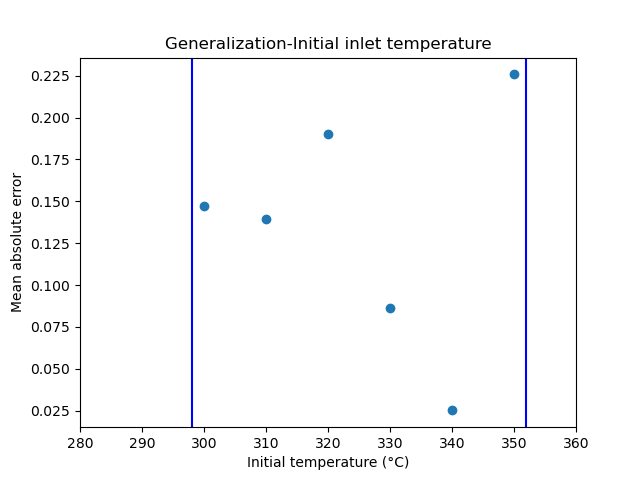 Generalization-Initial inlet temperature
Mean absolute error
0.225
0.200
0.175
0.150
0.125
0.100
0.075
0.050
0.025
280 290 300 310 320 330 340 350 360
Initial temperature (°C)